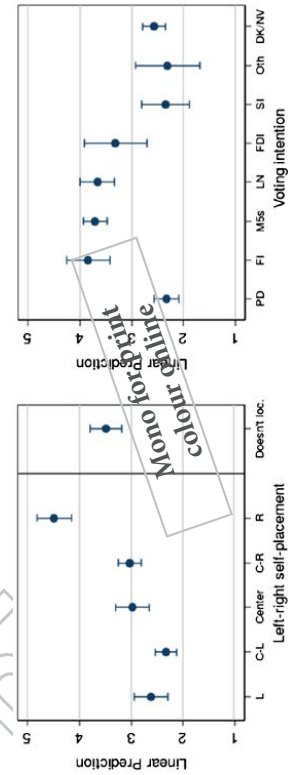 Linear Prediction
5
4
3
2
1
L C-L Center C-R R Doesn't loc.
Left-right self-placement
Linear Prediction
5
4
3
2
1
PD FI M5s LN FDI SI Oth DK/NV
Voting intention
Mono for print
colour online